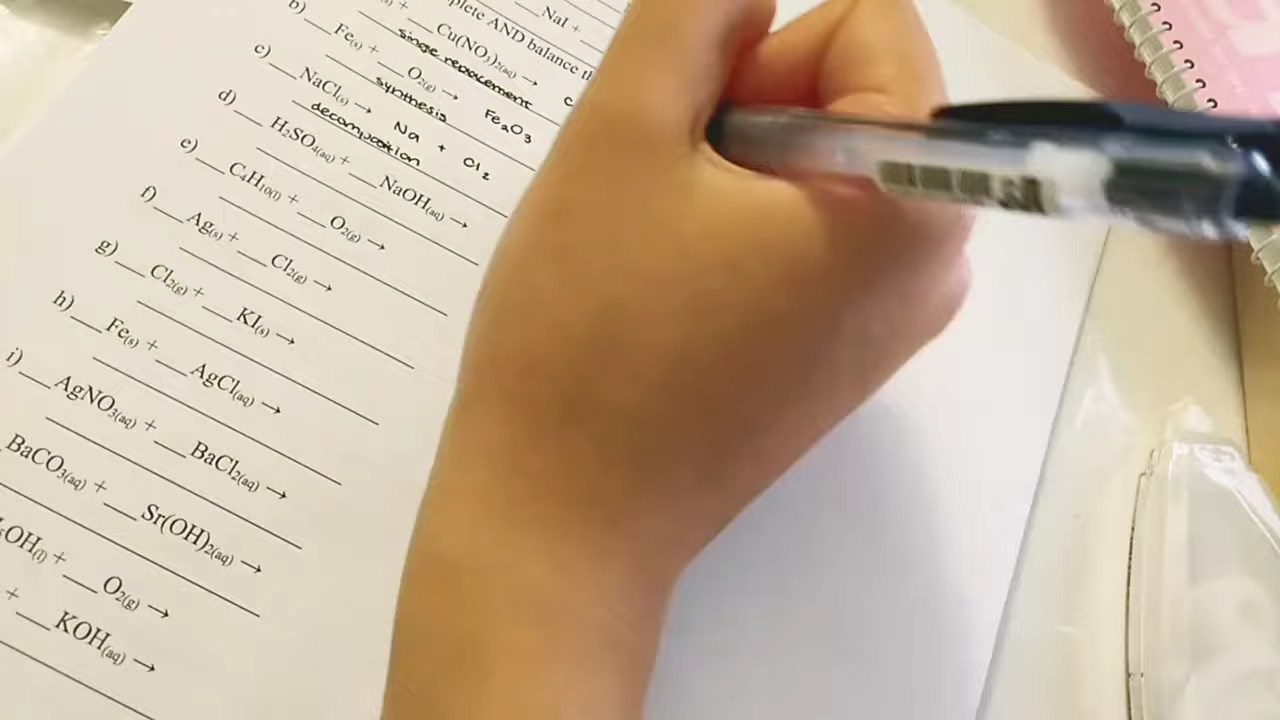 NaI +
plete AND balance th
(s) + ___ Cu(NO₃)₂(aq) →
single replacement
b) ___ Fe(s) + ___ O₂(g) → Fe₂O₃
synthesis
c) ___ NaCl(s) → Na + Cl₂
decomposition
d) ___ H₂SO₄(aq) + ___ NaOH(aq) →
e) ___ C₄H₁₀(l) + ___ O₂(g) →
f) ___ Ag(s) + ___ Cl₂(g) →
g) ___ Cl₂(g) + ___ KI(s) →
h) ___ Fe(s) + ___ AgCl(aq) →
i) ___ AgNO₃(aq) + ___ BaCl₂(aq) →
BaCO₃(aq) + ___ Sr(OH)₂(aq) →
OH(l) + ___ O₂(g) →
+ ___ KOH(aq) →